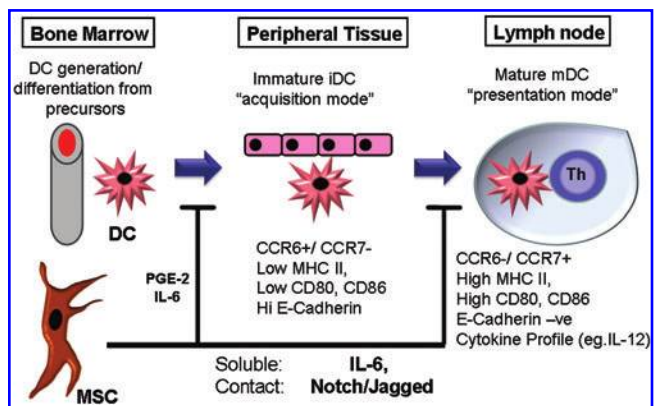 Bone Marrow
DC generation/
differentiation from
precursors
DC
Peripheral Tissue
Immature iDC
“acquisition mode”
CCR6+/ CCR7-
Low MHC II,
Low CD80, CD86
Hi E-Cadherin
Lymph node
Mature mDC
“presentation mode”
Th
CCR6-/ CCR7+
High MHC II,
High CD80, CD86
E-Cadherin –ve
Cytokine Profile (eg.IL-12)
PGE-2
IL-6
MSC
Soluble: IL-6,
Contact: Notch/Jagged